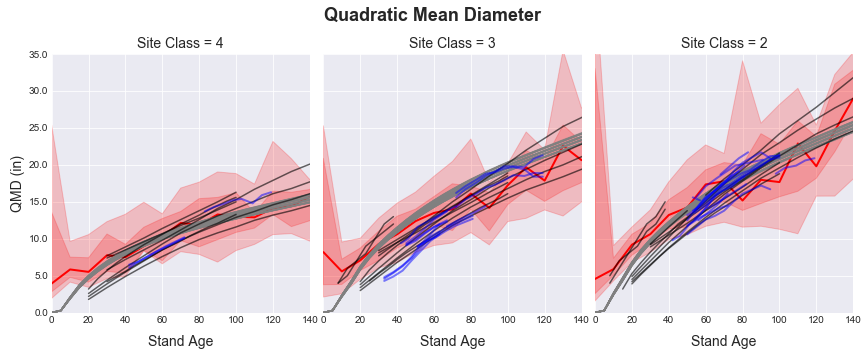 Quadratic Mean Diameter
Site Class = 4
Site Class = 3
Site Class = 2
35.0
30.0
25.0
20.0
15.0
10.0
5.0
0.0
QMD (in)
0 20 40 60 80 100 120 140
0 20 40 60 80 100 120 140
0 20 40 60 80 100 120 140
Stand Age
Stand Age
Stand Age